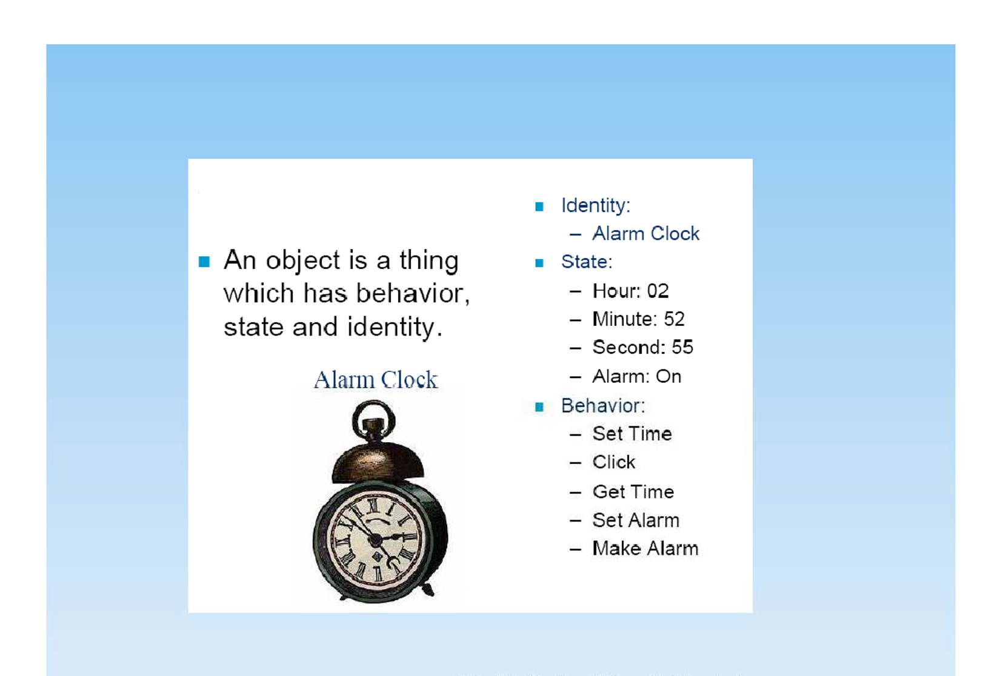 An object is a thing
which has behavior,
state and identity.
Alarm Clock
Identity:
– Alarm Clock
State:
– Hour: 02
– Minute: 52
– Second: 55
– Alarm: On
Behavior:
– Set Time
– Click
– Get Time
– Set Alarm
– Make Alarm